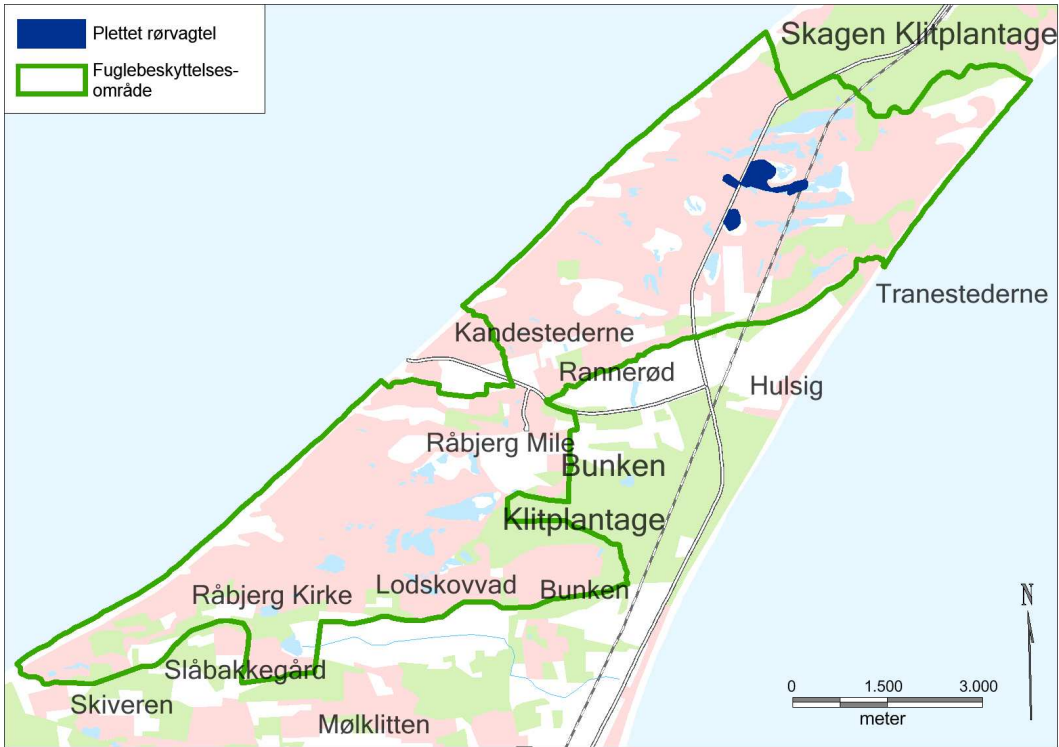 Plettet rørvagtel
Fuglebeskyttelses-
område
Skagen Klitplantage
Tranestederne
Kandestederne
Rannerød
Hulsig
Råbjerg Mile
Bunken
Klitplantage
Lodskovvad
Bunken
Råbjerg Kirke
Slåbakkegård
Skiveren
Mølklitten
N
0 1.500 3.000
meter